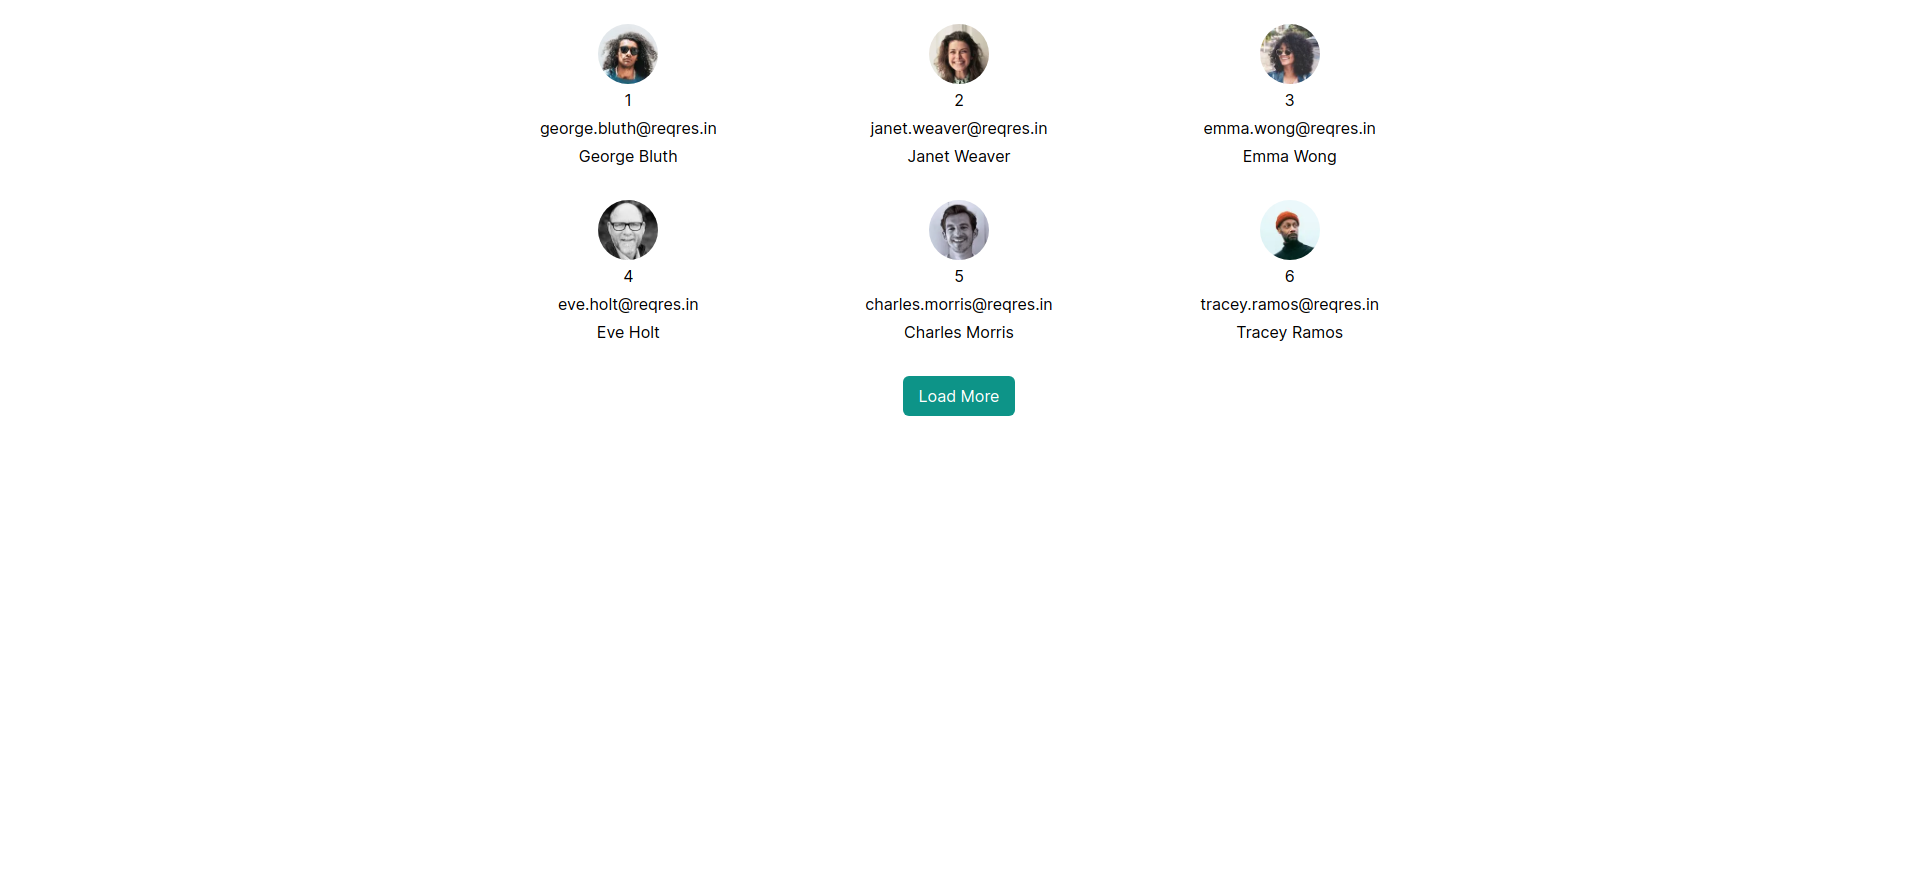 1
george.bluth@reqres.in
George Bluth
2
janet.weaver@reqres.in
Janet Weaver
3
emma.wong@reqres.in
Emma Wong
4
eve.holt@reqres.in
Eve Holt
5
charles.morris@reqres.in
Charles Morris
6
tracey.ramos@reqres.in
Tracey Ramos
Load More